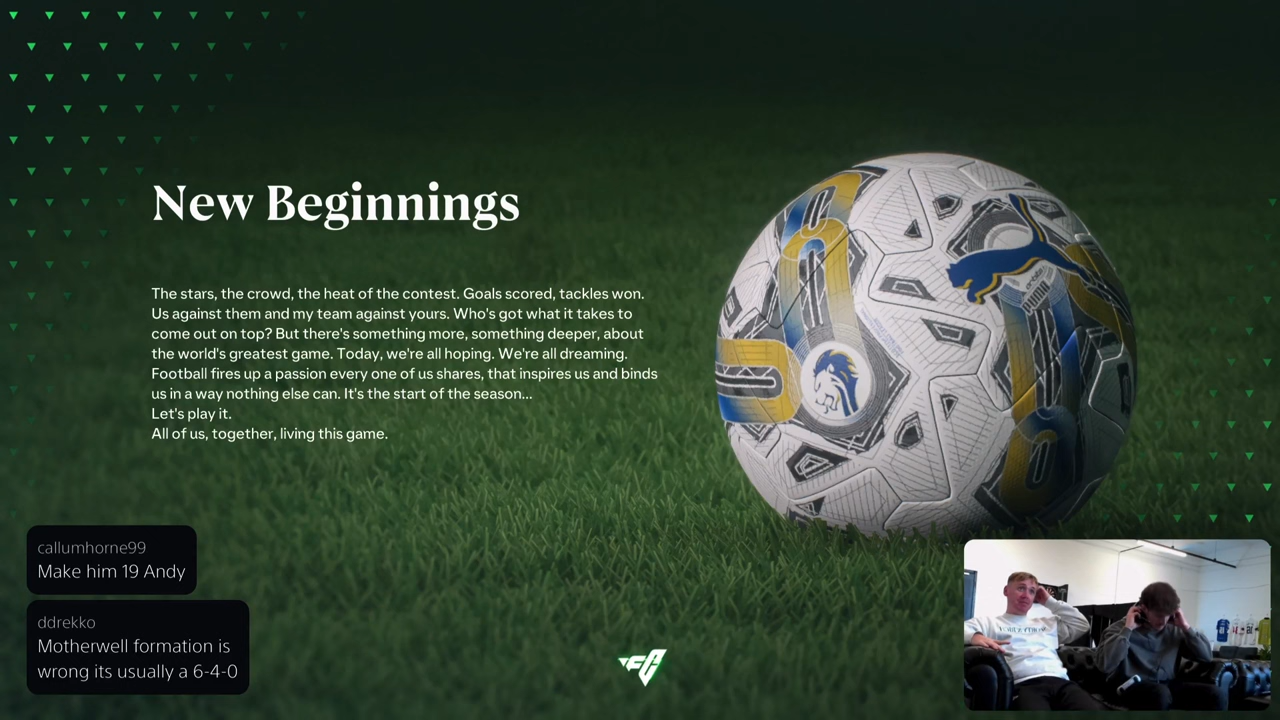 New Beginnings
The stars, the crowd, the heat of the contest. Goals scored, tackles won.
Us against them and my team against yours. Who's got what it takes to
come out on top? But there's something more, something deeper, about
the world's greatest game. Today, we're all hoping. We're all dreaming.
Football fires up a passion every one of us shares, that inspires us and binds
us in a way nothing else can. It's the start of the season...
Let's play it.
All of us, together, living this game.
PUMA
callumhorne99
Make him 19 Andy
ddrekko
Motherwell formation is
wrong its usually a 6-4-0